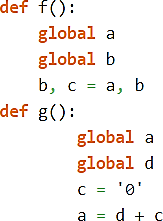 def f():
    global a
    global b
    b, c = a, b
def g():
        global a
        global d
        c = '0'
        a = d + c